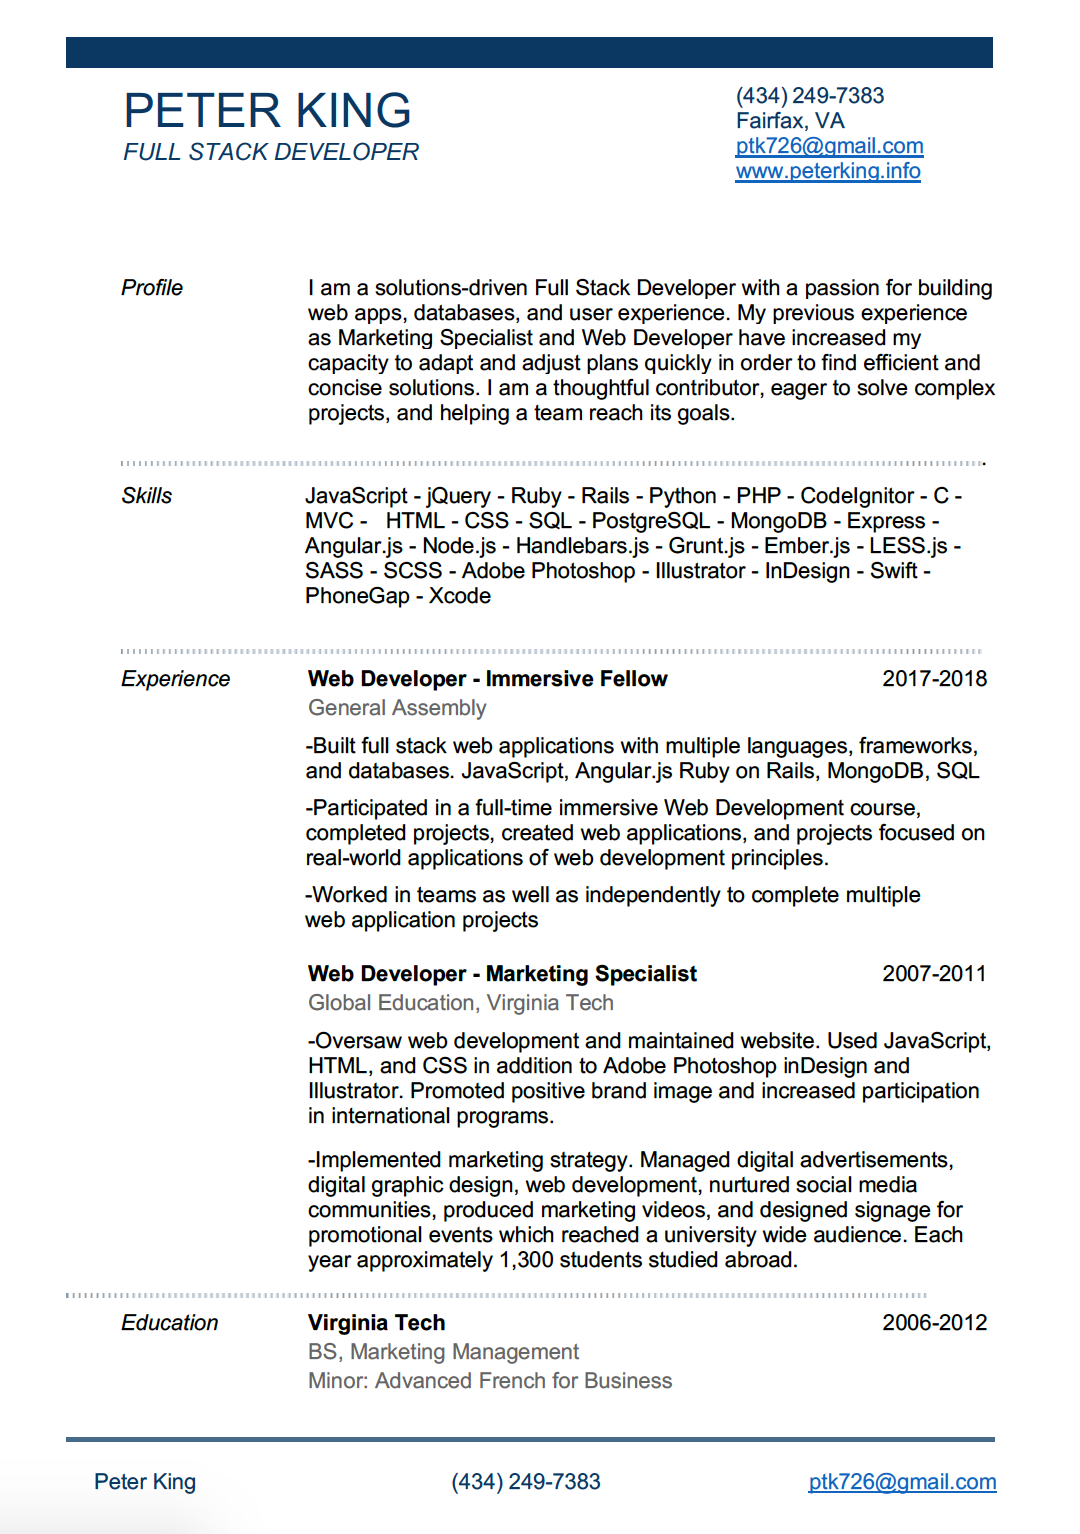 PETER KING
FULL STACK DEVELOPER
(434) 249-7383
Fairfax, VA
ptk726@gmail.com
www.peterking.info
Profile
I am a solutions-driven Full Stack Developer with a passion for building
web apps, databases, and user experience. My previous experience
as Marketing Specialist and Web Developer have increased my
capacity to adapt and adjust plans quickly in order to find efficient and
concise solutions. I am a thoughtful contributor, eager to solve complex
projects, and helping a team reach its goals.
.
Skills
JavaScript - jQuery - Ruby - Rails - Python - PHP - CodeIgnitor - C -
MVC - HTML - CSS - SQL - PostgreSQL - MongoDB - Express -
Angular.js - Node.js - Handlebars.js - Grunt.js - Ember.js - LESS.js -
SASS - SCSS - Adobe Photoshop - Illustrator - InDesign - Swift -
PhoneGap - Xcode
Experience
Web Developer - Immersive Fellow 2017-2018
General Assembly
-Built full stack web applications with multiple languages, frameworks,
and databases. JavaScript, Angular.js Ruby on Rails, MongoDB, SQL
-Participated in a full-time immersive Web Development course,
completed projects, created web applications, and projects focused on
real-world applications of web development principles.
-Worked in teams as well as independently to complete multiple
web application projects
Web Developer - Marketing Specialist 2007-2011
Global Education, Virginia Tech
-Oversaw web development and maintained website. Used JavaScript,
HTML, and CSS in addition to Adobe Photoshop inDesign and
Illustrator. Promoted positive brand image and increased participation
in international programs.
-Implemented marketing strategy. Managed digital advertisements,
digital graphic design, web development, nurtured social media
communities, produced marketing videos, and designed signage for
promotional events which reached a university wide audience. Each
year approximately 1,300 students studied abroad.
Education
Virginia Tech 2006-2012
BS, Marketing Management
Minor: Advanced French for Business
Peter King (434) 249-7383 ptk726@gmail.com